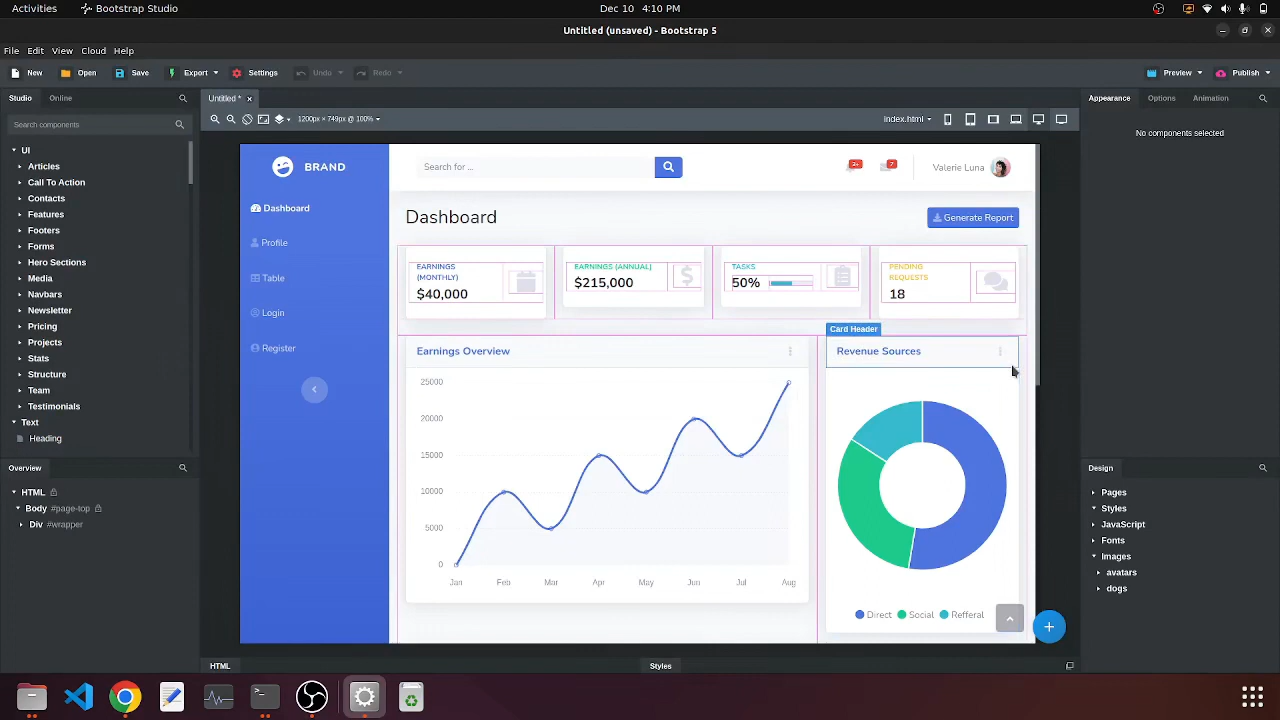 Activities
Bootstrap Studio
Dec 10 4:10 PM
Untitled (unsaved) - Bootstrap 5
File Edit View Cloud Help
New Open Save Export Settings Undo Redo Preview Publish
Studio Online
Untitled *
Appearance Options Animation
Search components
1200px × 749px @ 100%
index.html
No components selected
UI
Articles
Call To Action
Contacts
Features
Footers
Forms
Hero Sections
Media
Navbars
Newsletter
Pricing
Projects
Stats
Structure
Team
Testimonials
Text
Heading
Overview
HTML
Body #page-top
Div #wrapper
BRAND
Dashboard
Profile
Table
Login
Register
Search for ...
3+
7
Valerie Luna
Dashboard
Generate Report
EARNINGS
(MONTHLY)
$40,000
EARNINGS (ANNUAL)
$215,000
TASKS
50%
PENDING
REQUESTS
18
Card Header
Earnings Overview
Revenue Sources
25000
20000
15000
10000
5000
0
Jan Feb Mar Apr May Jun Jul Aug
Direct Social Refferal
Design
Pages
Styles
JavaScript
Fonts
Images
avatars
dogs
HTML
Styles